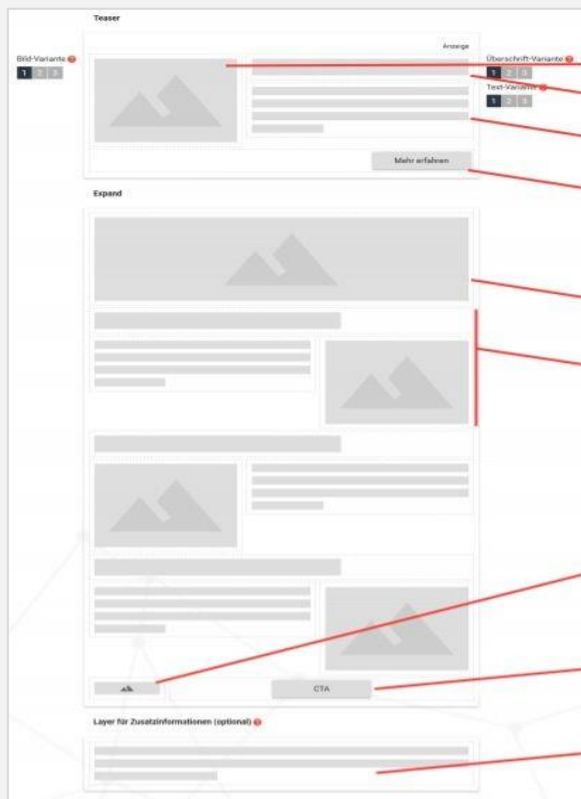 Teaser
Anzeige
Bild-Variante ?
1 2 3
Überschrift-Variante ?
1 2 3
Text-Variante ?
1 2 3
Mehr erfahren
Expand
CTA
Layer für Zusatzinformationen (optional) ?